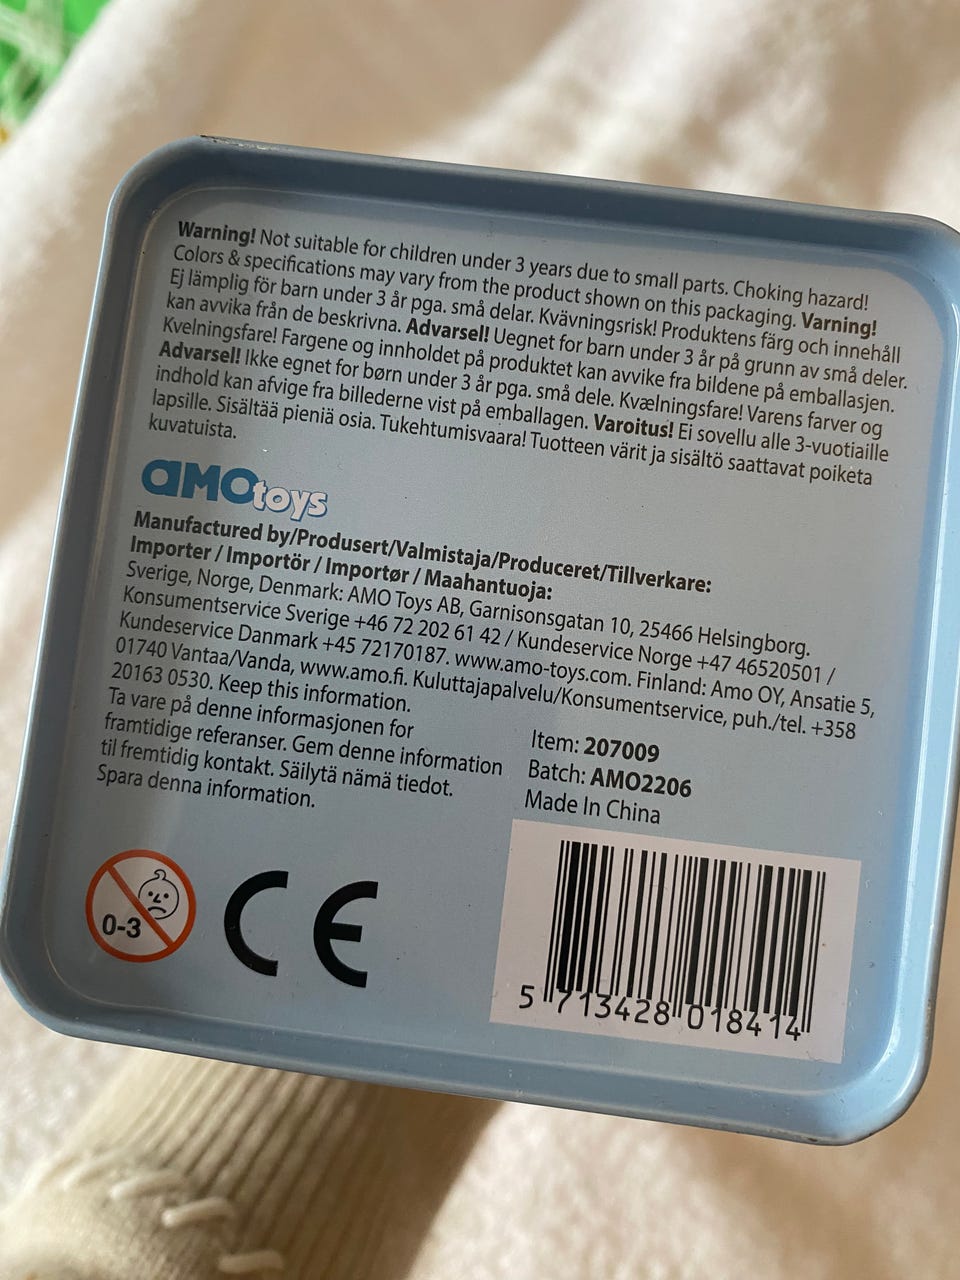 Warning! Not suitable for children under 3 years due to small parts. Choking hazard!
Colors & specifications may vary from the product shown on this packaging. Varning!
Ej lämplig för barn under 3 år pga. små delar. Kvävningsrisk! Produktens färg och innehåll
kan avvika från de beskrivna. Advarsel! Uegnet for barn under 3 år på grunn av små deler.
Kvelningsfare! Fargene og innholdet på produktet kan avvike fra bildene på emballasjen.
Advarsel! Ikke egnet for børn under 3 år pga. små dele. Kvælningsfare! Varens farver og
indhold kan afvige fra billederne vist på emballagen. Varoitus! Ei sovellu alle 3-vuotiaille
lapsille. Sisältää pieniä osia. Tukehtumisvaara! Tuotteen värit ja sisältö saattavat poiketa
kuvatuista.
aMOtoys
Manufactured by/Produsert/Valmistaja/Produceret/Tillverkare:
Importer / Importör / Importør / Maahantuoja:
Sverige, Norge, Denmark: AMO Toys AB, Garnisonsgatan 10, 25466 Helsingborg.
Konsumentservice Sverige +46 72 202 61 42 / Kundeservice Norge +47 46520501 /
Kundeservice Danmark +45 72170187. www.amo-toys.com. Finland: Amo OY, Ansatie 5,
01740 Vantaa/Vanda, www.amo.fi. Kuluttajapalvelu/Konsumentservice, puh./tel. +358
20163 0530. Keep this information.
Ta vare på denne informasjonen for
framtidige referanser. Gem denne information
til fremtidig kontakt. Säilytä nämä tiedot.
Spara denna information.
Item: 207009
Batch: AMO2206
Made In China
0-3
CE
5 713428 018414